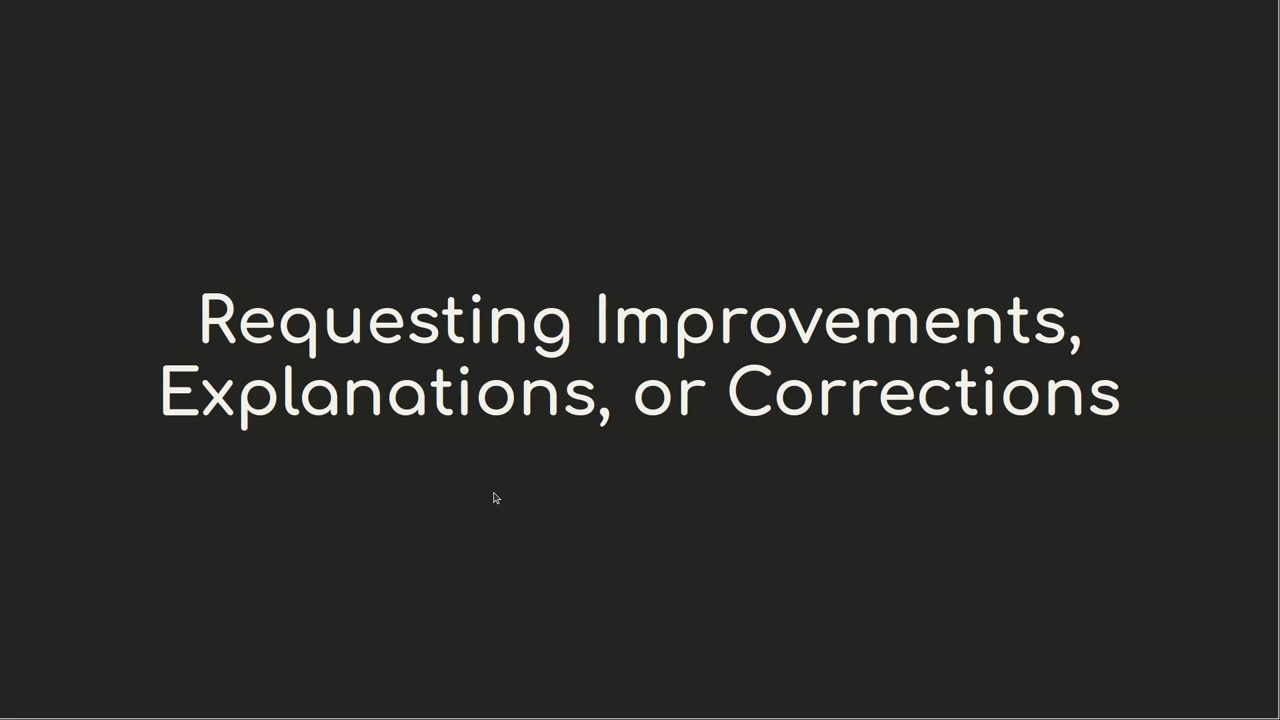 Requesting Improvements,
Explanations, or Corrections